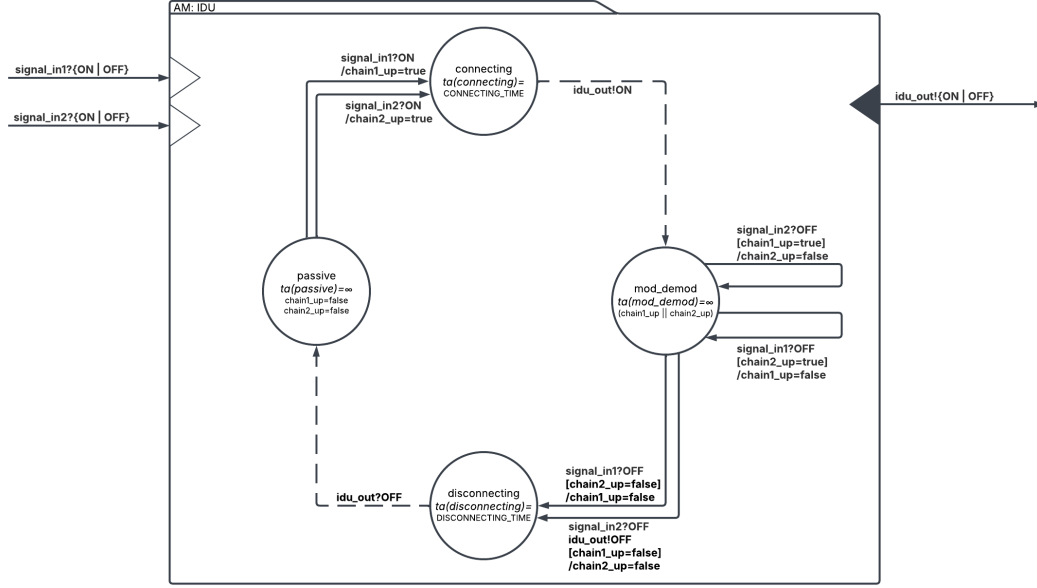 AM: IDU
signal_in1?{ON | OFF}
signal_in2?{ON | OFF}
signal_in1?ON
/chain1_up=true
signal_in2?ON
/chain2_up=true
connecting
ta(connecting)=
CONNECTING_TIME
idu_out!ON
idu_out!{ON | OFF}
passive
ta(passive)=∞
chain1_up=false
chain2_up=false
mod_demod
ta(mod_demod)=∞
(chain1_up || chain2_up)
signal_in2?OFF
[chain1_up=true]
/chain2_up=false
signal_in1?OFF
[chain2_up=true]
/chain1_up=false
idu_out?OFF
disconnecting
ta(disconnecting)=
DISCONNECTING_TIME
signal_in1?OFF
[chain2_up=false]
/chain1_up=false
signal_in2?OFF
idu_out!OFF
[chain1_up=false]
/chain2_up=false